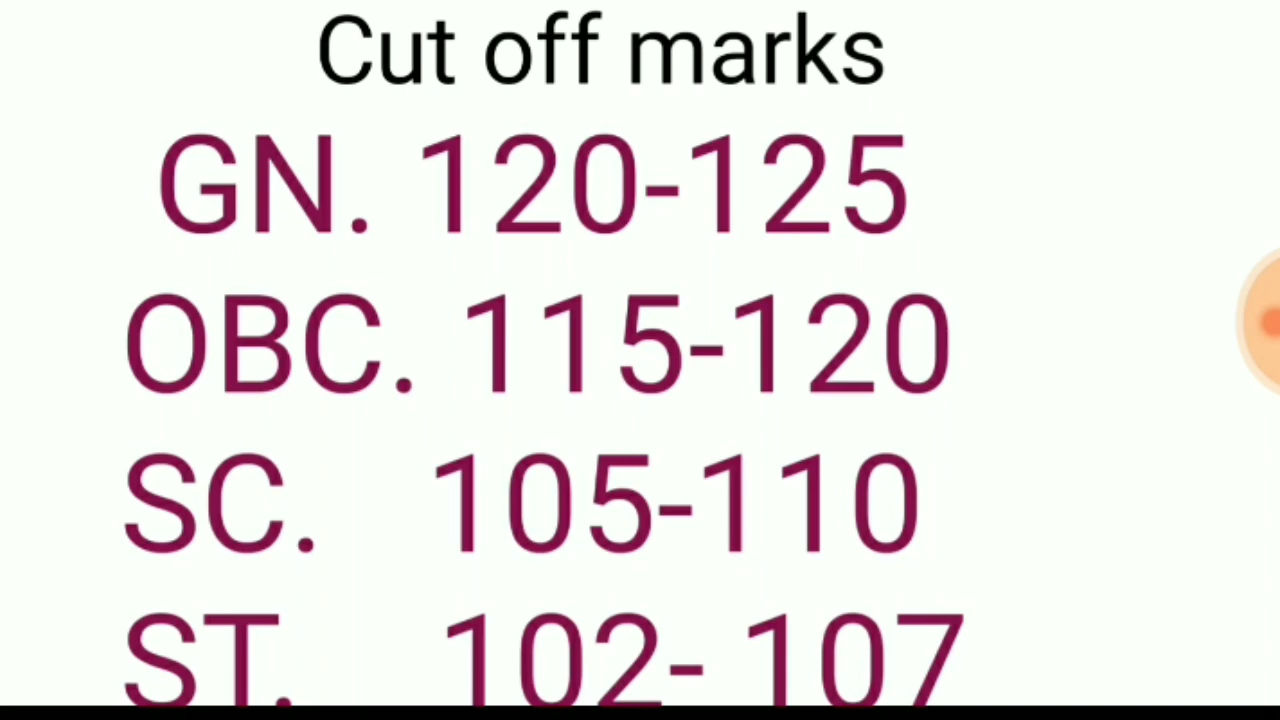 Cut off marks
GN. 120-125
OBC. 115-120
SC. 105-110
ST. 102- 107